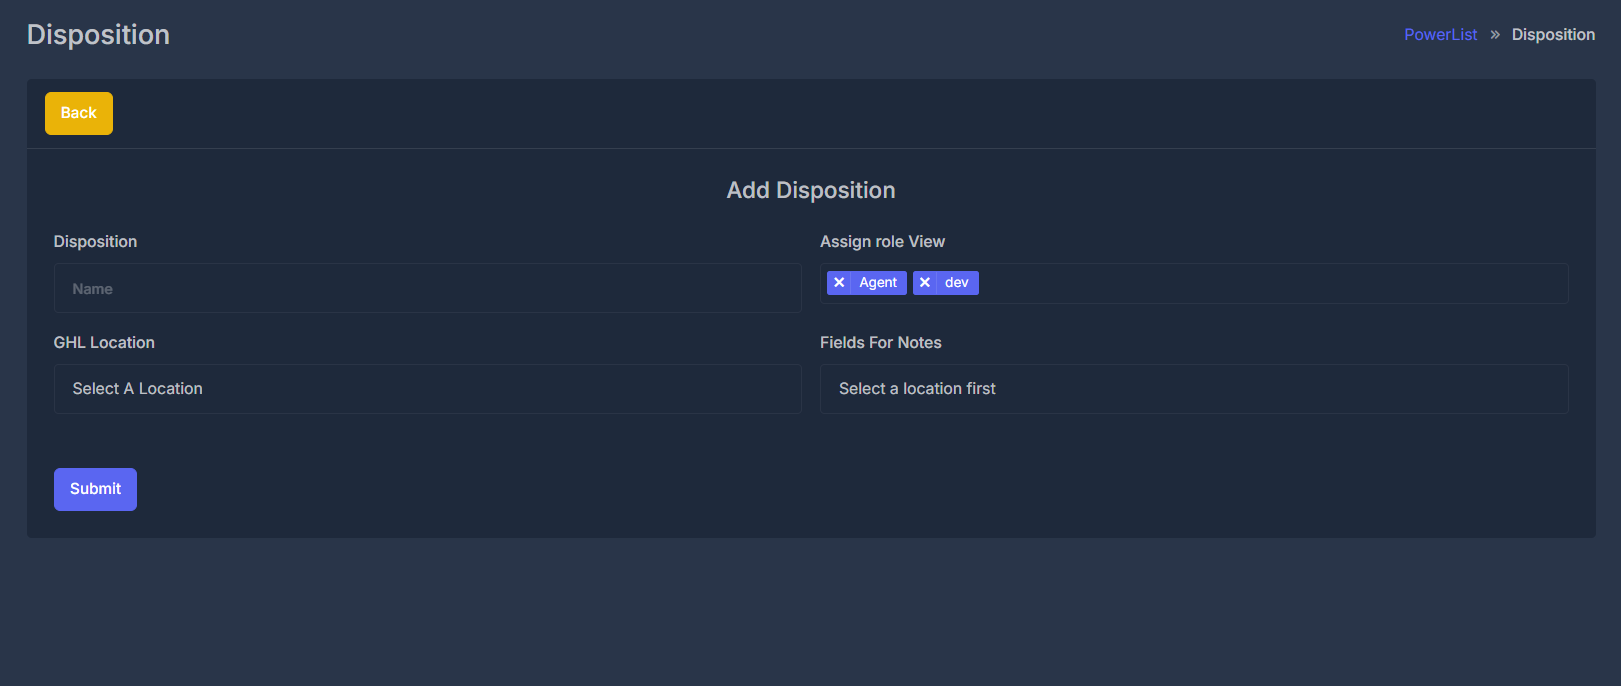 Disposition
PowerList » Disposition
Back
Add Disposition
Disposition
Name
Assign role View
× Agent × dev
GHL Location
Select A Location
Fields For Notes
Select a location first
Submit